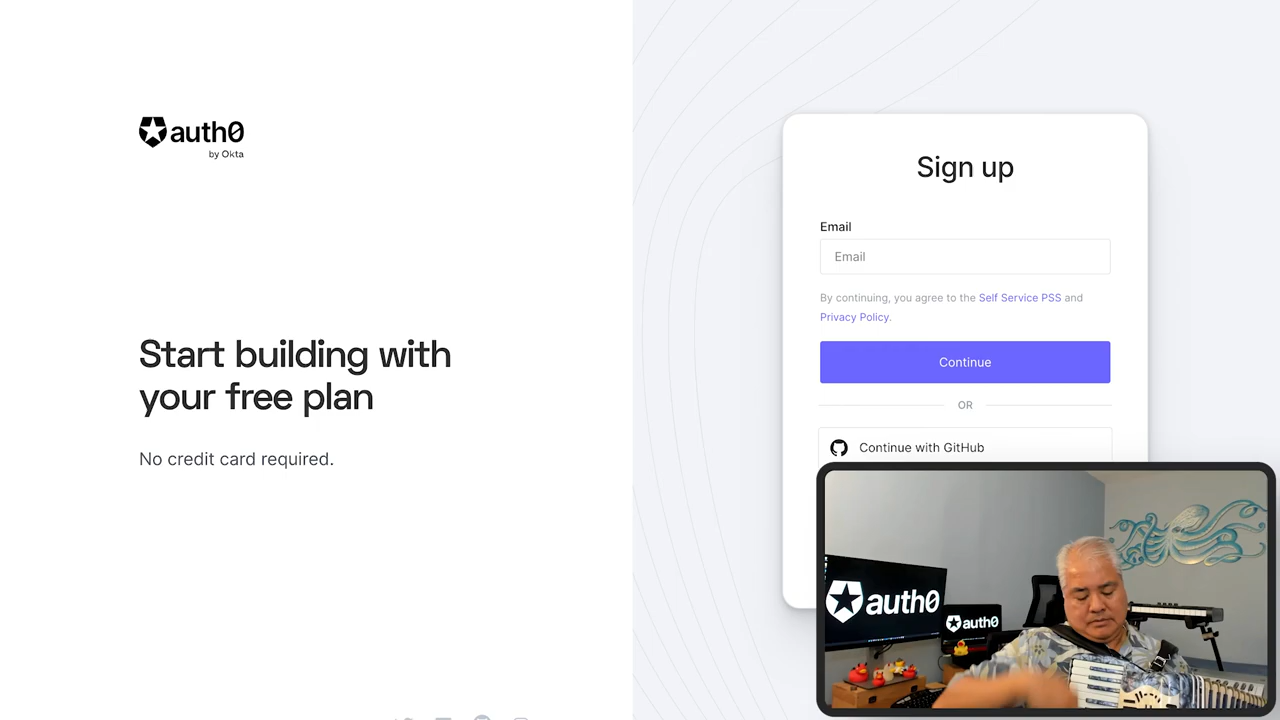 auth0
by Okta
Start building with
your free plan
No credit card required.
Sign up
Email
Email
By continuing, you agree to the Self Service PSS and
Privacy Policy.
Continue
OR
Continue with GitHub
auth0
auth0